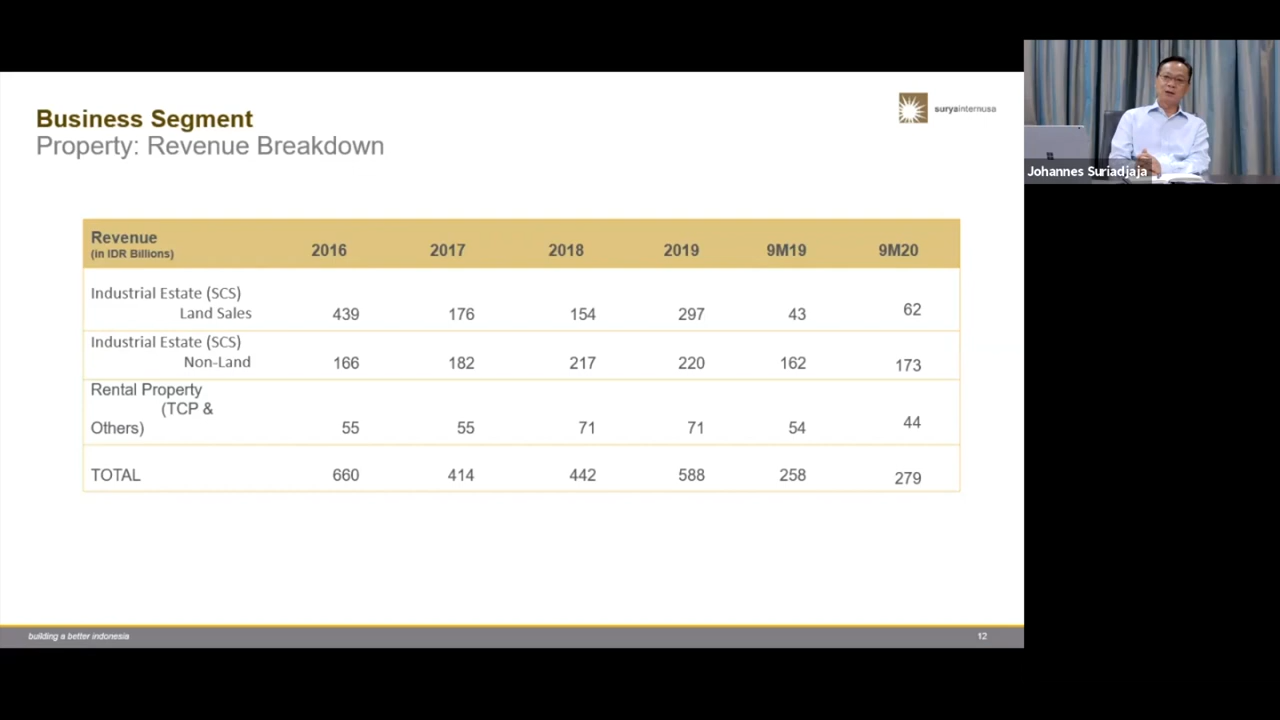 Business Segment
Property: Revenue Breakdown
suryainternusa
Johannes Suriadjaja
Revenue
(in IDR Billions) 2016 2017 2018 2019 9M19 9M20
Industrial Estate (SCS)
Land Sales 439 176 154 297 43 62
Industrial Estate (SCS)
Non-Land 166 182 217 220 162 173
Rental Property
(TCP &
Others) 55 55 71 71 54 44
TOTAL 660 414 442 588 258 279
building a better indonesia 12